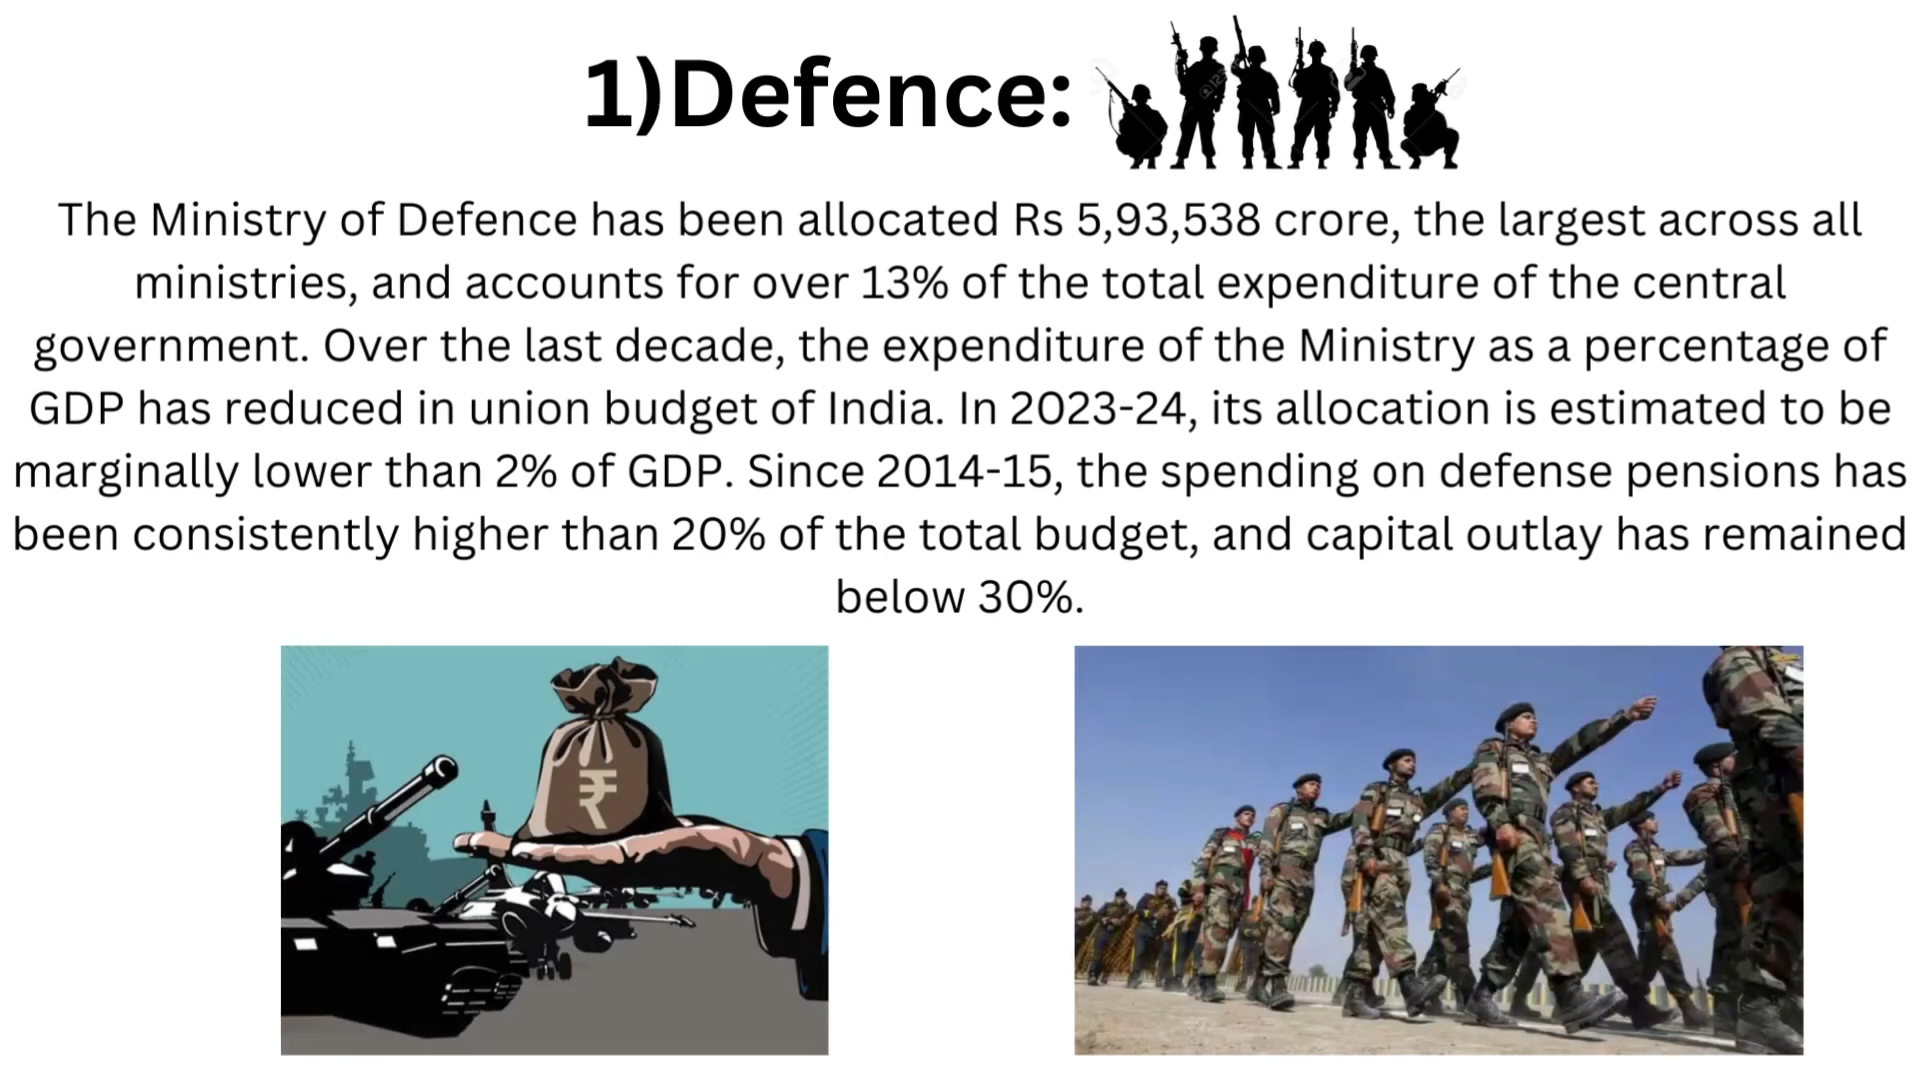 1)Defence:
The Ministry of Defence has been allocated Rs 5,93,538 crore, the largest across all
ministries, and accounts for over 13% of the total expenditure of the central
government. Over the last decade, the expenditure of the Ministry as a percentage of
GDP has reduced in union budget of India. In 2023-24, its allocation is estimated to be
marginally lower than 2% of GDP. Since 2014-15, the spending on defense pensions has
been consistently higher than 20% of the total budget, and capital outlay has remained
below 30%.
₹